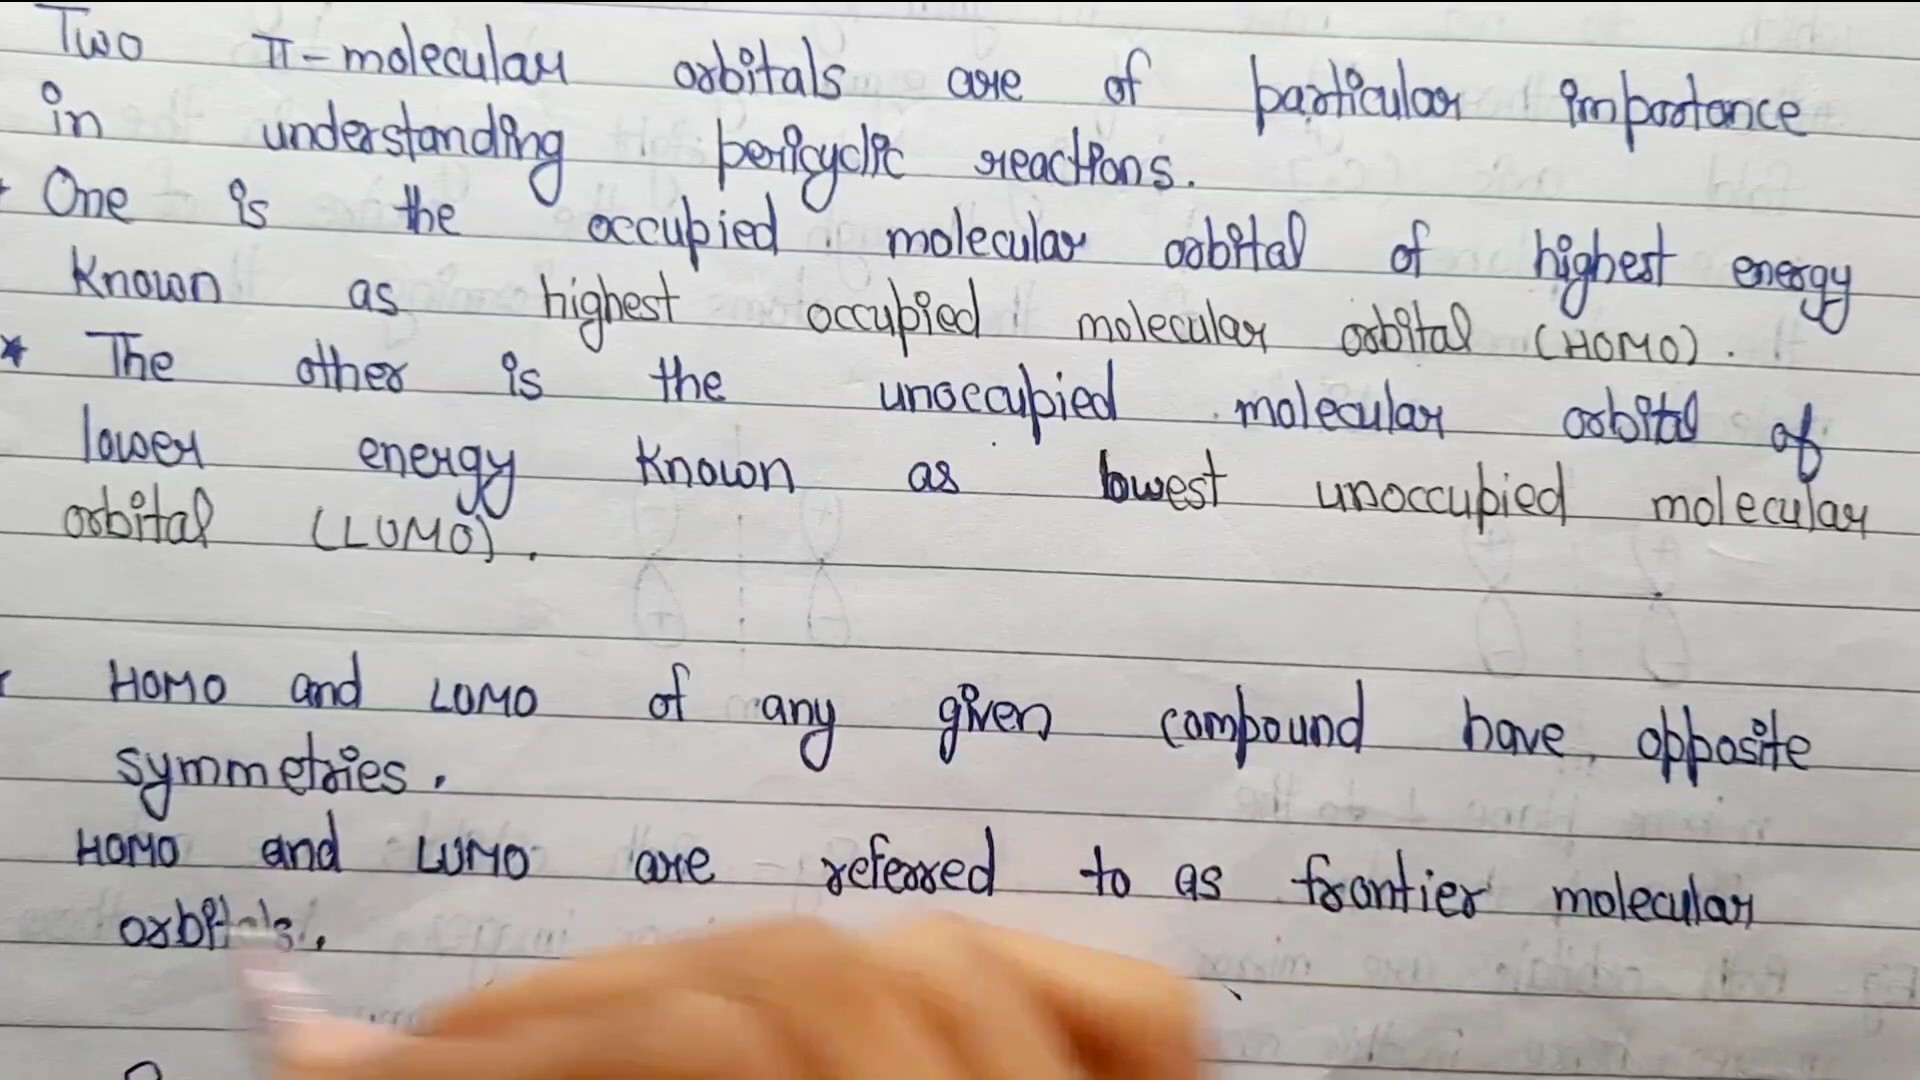 Two π-molecular orbitals are of particular importance
in understanding pericyclic reactions.
One is the occupied molecular orbital of highest energy
known as highest occupied molecular orbital (HOMO).
* The other is the unoccupied molecular orbital of
lower energy known as lowest unoccupied molecular
orbital (LUMO).
HOMO and LUMO of any given compound have opposite
symmetries.
HOMO and LUMO are referred to as frontier molecular
orbitals.